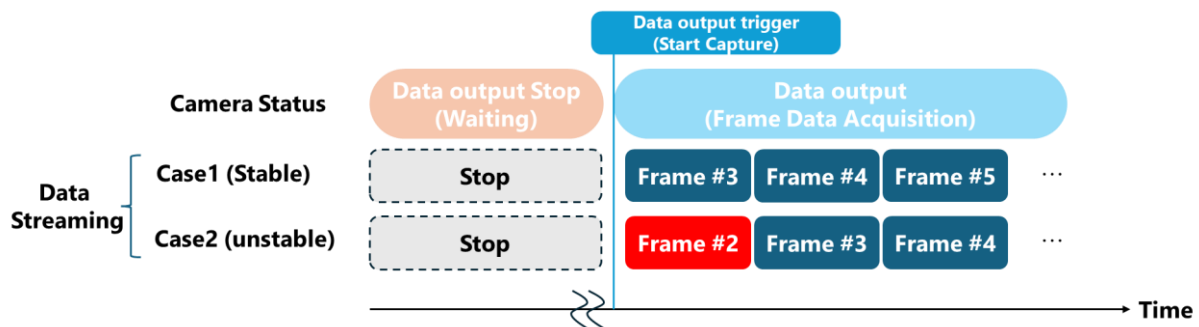 Data output trigger
(Start Capture)
Camera Status
Data output Stop
(Waiting)
Data output
(Frame Data Acquisition)
Data
Streaming
Case1 (Stable)
Stop
Frame #3
Frame #4
Frame #5
...
Case2 (unstable)
Stop
Frame #2
Frame #3
Frame #4
...
Time